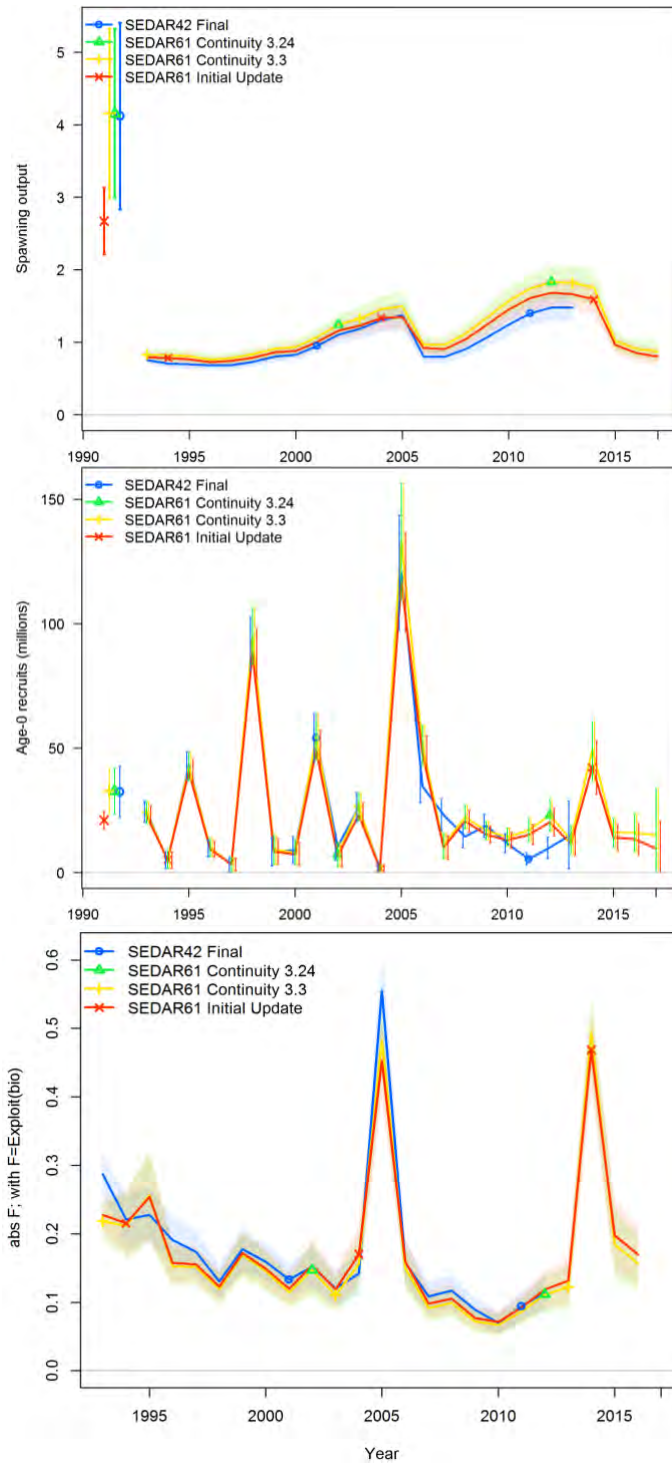 SEDAR42 Final
SEDAR61 Continuity 3.24
SEDAR61 Continuity 3.3
SEDAR61 Initial Update
Spawning output
5
4
3
2
1
0
1990 1995 2000 2005 2010 2015
SEDAR42 Final
SEDAR61 Continuity 3.24
SEDAR61 Continuity 3.3
SEDAR61 Initial Update
Age-0 recruits (millions)
150
100
50
0
1990 1995 2000 2005 2010 2015
SEDAR42 Final
SEDAR61 Continuity 3.24
SEDAR61 Continuity 3.3
SEDAR61 Initial Update
abs F; with F=Exploit(bio)
0.6
0.5
0.4
0.3
0.2
0.1
0.0
1995 2000 2005 2010 2015
Year